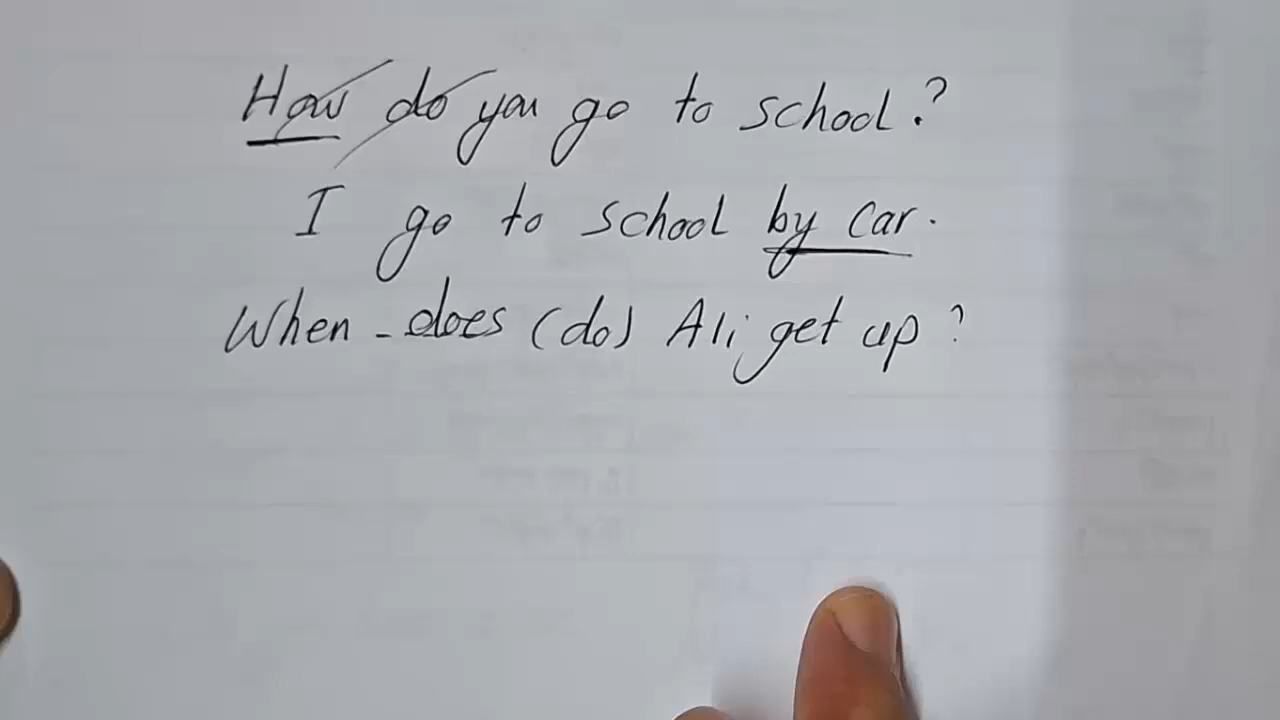 How do you go to school?
I go to school by car.
When - does (do) Ali get up?